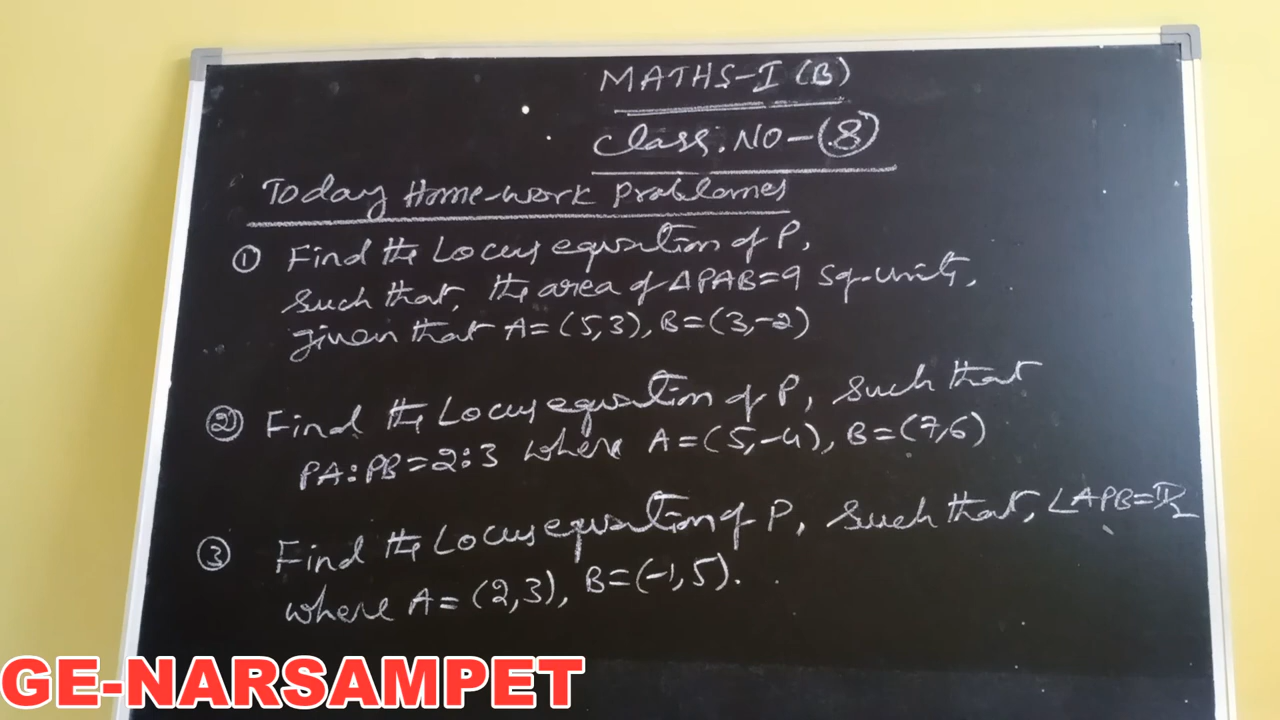 MATHS-I (B)
Class. NO-(8)
Today Home-work Problames
① Find the Locus equation of P,
such that, the area of ΔPAB=9 sq.units,
given that A=(5,3), B=(3,-2)
② Find the Locus equation of P, such that
PA:PB=2:3 where A=(5,-4), B=(7,6)
③ Find the Locus equation of P, such that, ∠APB=π/2
where A=(2,3), B=(-1,5).
GE-NARSAMPET